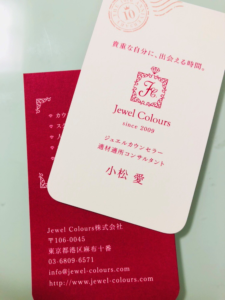 10
貴重な自分に、出会える時間。
Jewel Colours
since 2009
ジュエルカウンセラー
適材適所コンサルタント
小松 愛
Jewel Colours株式会社
〒106-0045
東京都港区麻布十番
03-6809-6571
info@jewel-colours.com
http://www.jewel-colours.com